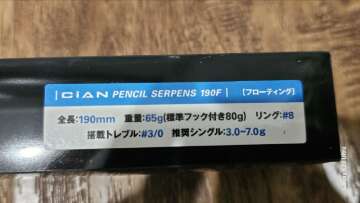 CIAN PENCIL SERPENS 190F [フローティング]
全長:190mm 重量:65g(標準フック付き80g) リング:#8
搭載トレブル:#3/0 推奨シングル:3.0~7.0g